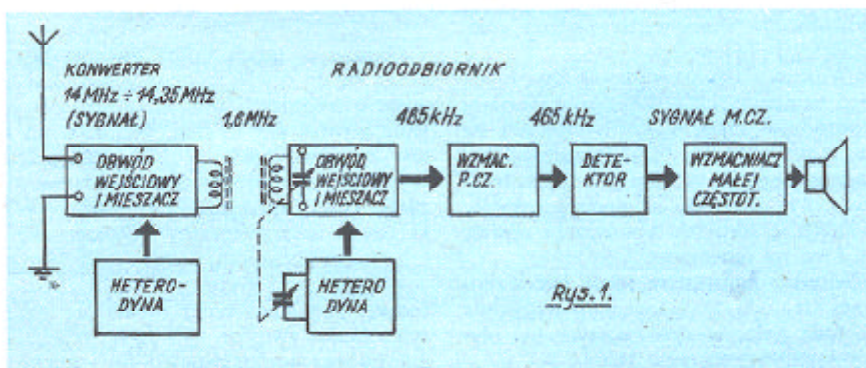 KONWERTER
14 MHz ÷ 14,35 MHz
(SYGNAŁ)
RADIOODBIORNIK
1,6 MHz
465 kHz
465 kHz
SYGNAŁ M.CZ.
OBWÓD
WEJŚCIOWY
I MIESZACZ
OBWÓD
WEJŚCIOWY
I MIESZACZ
WZMAC.
P.CZ.
DETE-
KTOR
WZMACNIACZ
MAŁEJ
CZĘSTOT.
HETERO-
DYNA
HETERO
DYNA
Rys. 1.